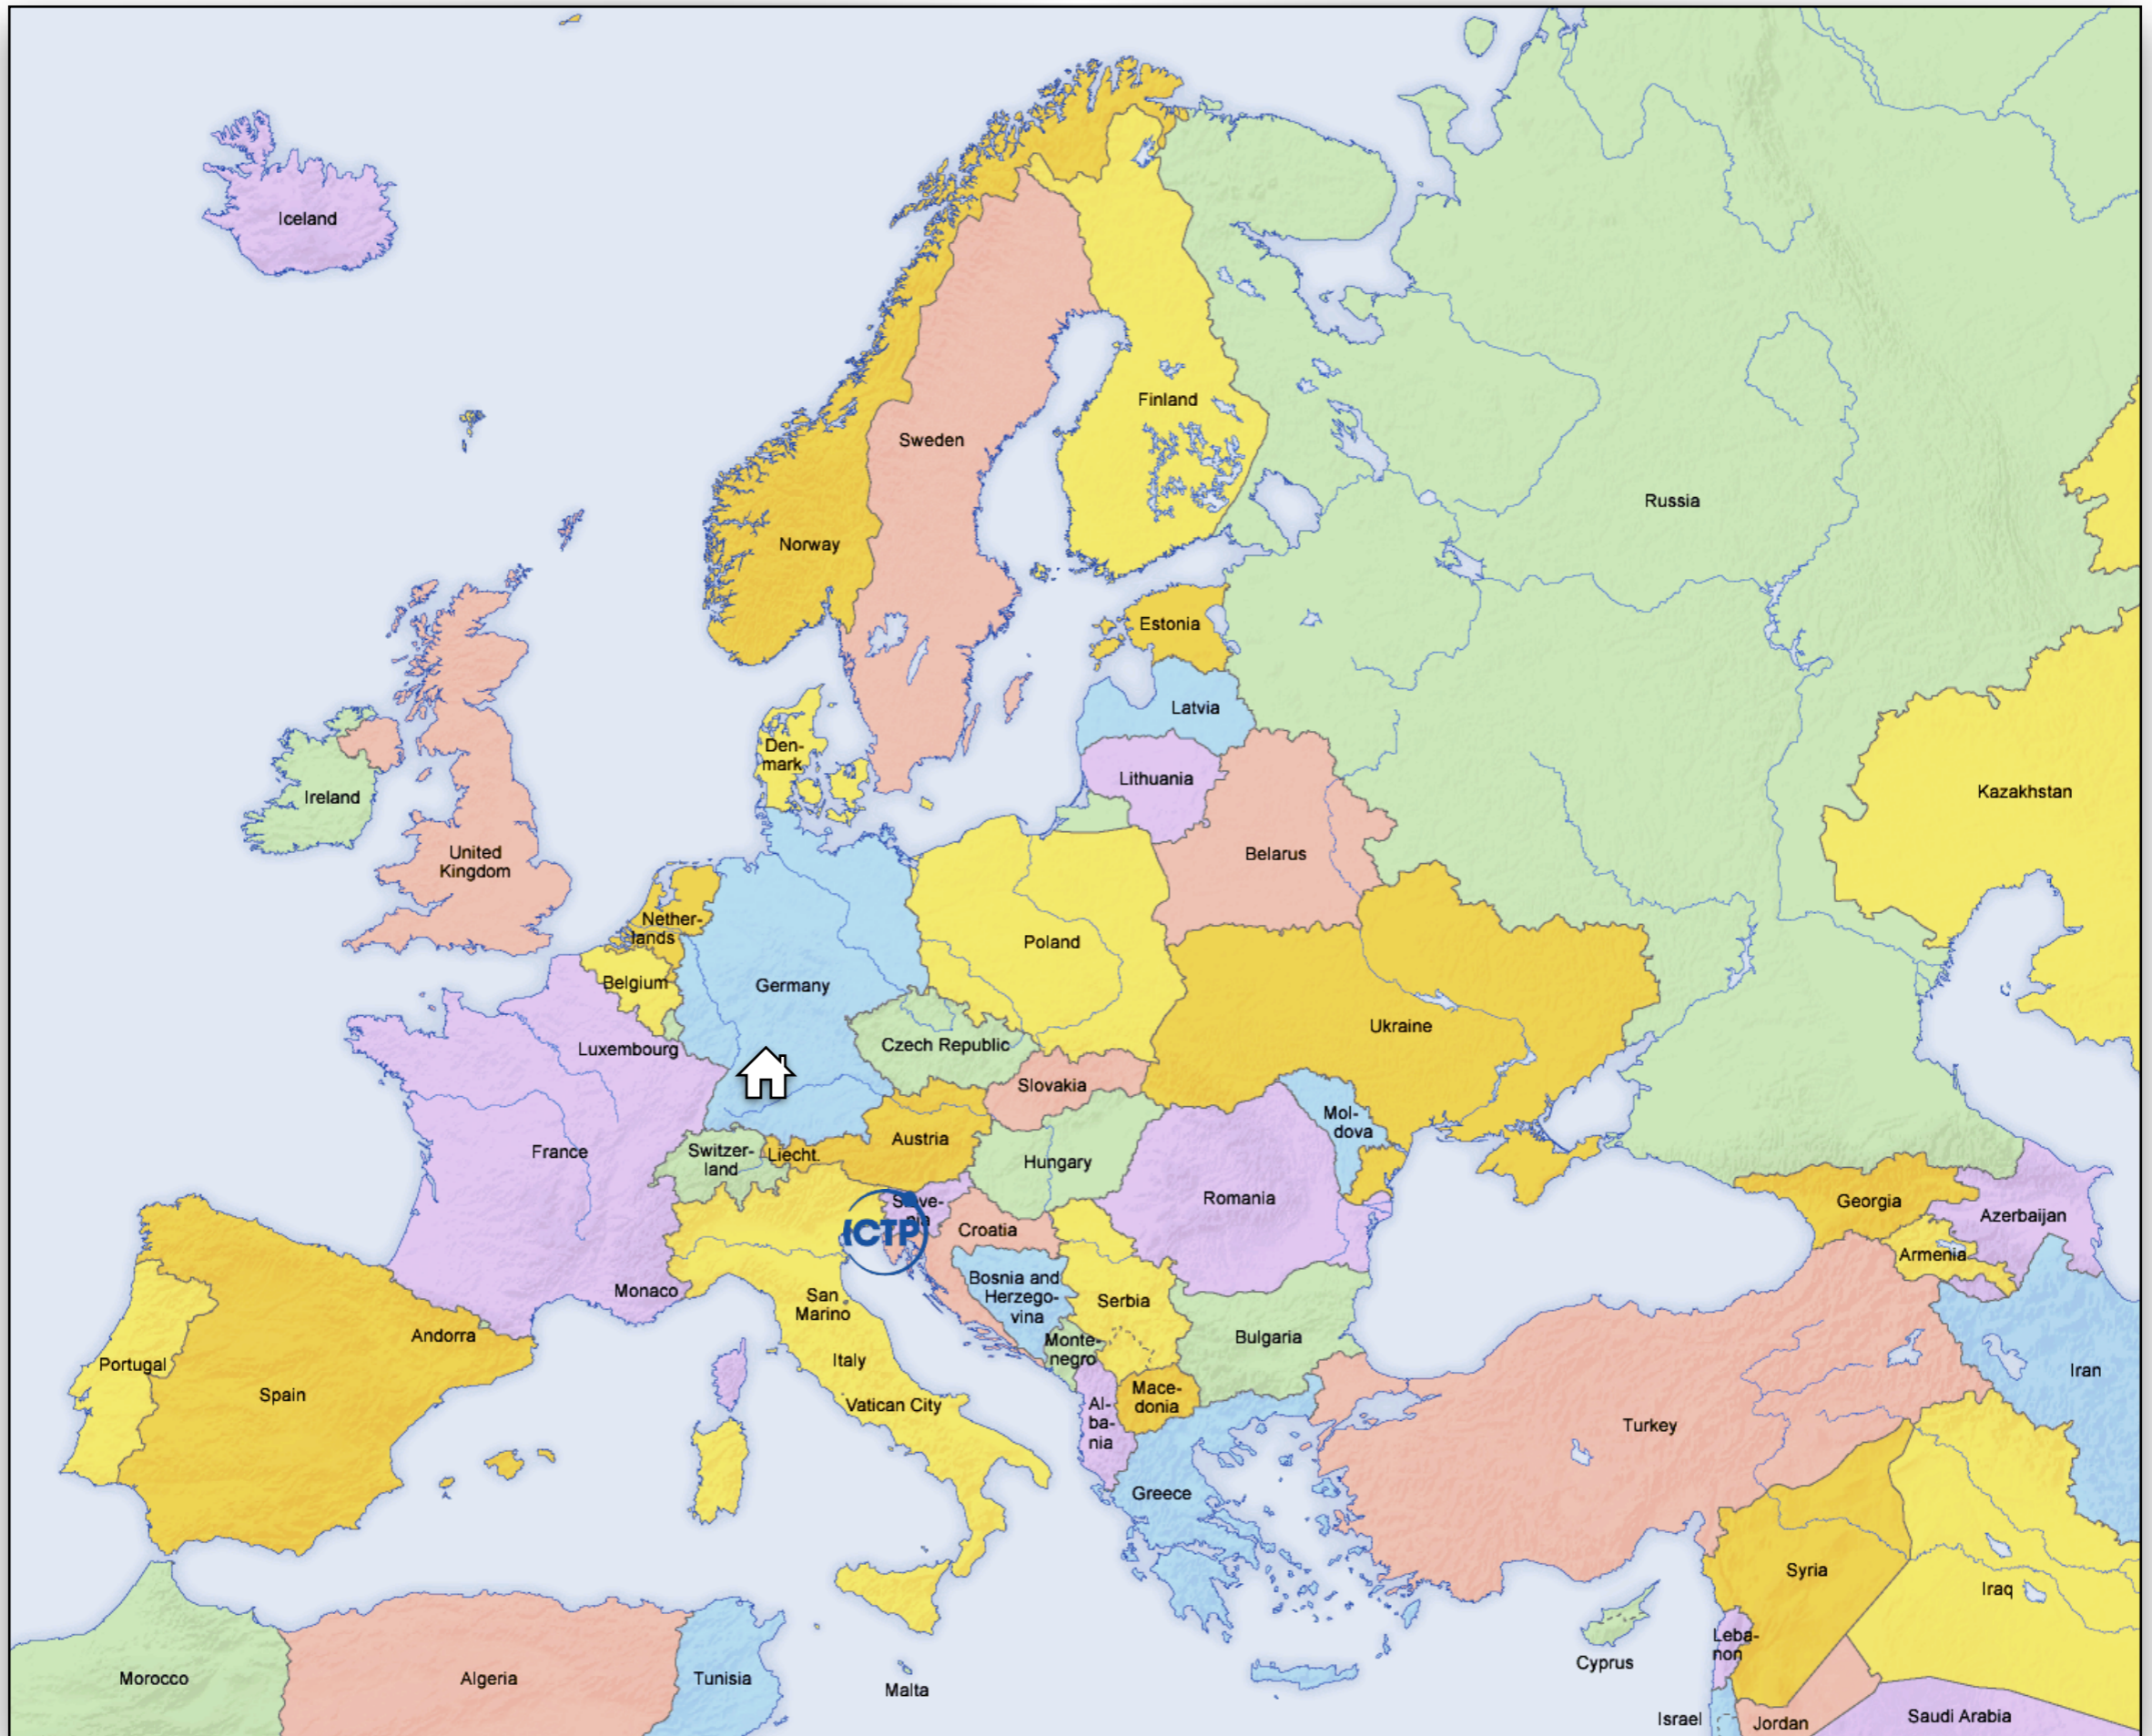 Iceland
Finland
Sweden
Russia
Norway
Estonia
Latvia
Den-
mark
Lithuania
Ireland
Kazakhstan
United
Kingdom
Belarus
Nether-
lands
Poland
Belgium
Germany
Ukraine
Czech Republic
Luxembourg
Slovakia
Mol-
dova
Austria
France
Switzer-
land
Liecht.
Hungary
Romania
Slove-
nia
ICTP
Croatia
Georgia
Azerbaijan
Armenia
Bosnia and
Herzego-
vina
Monaco
San
Marino
Serbia
Andorra
Bulgaria
Monte-
negro
Portugal
Italy
Iran
Spain
Mace-
donia
Vatican City
Al-
ba-
nia
Turkey
Greece
Syria
Iraq
Leba-
non
Cyprus
Morocco
Algeria
Tunisia
Malta
Israel
Jordan
Saudi Arabia